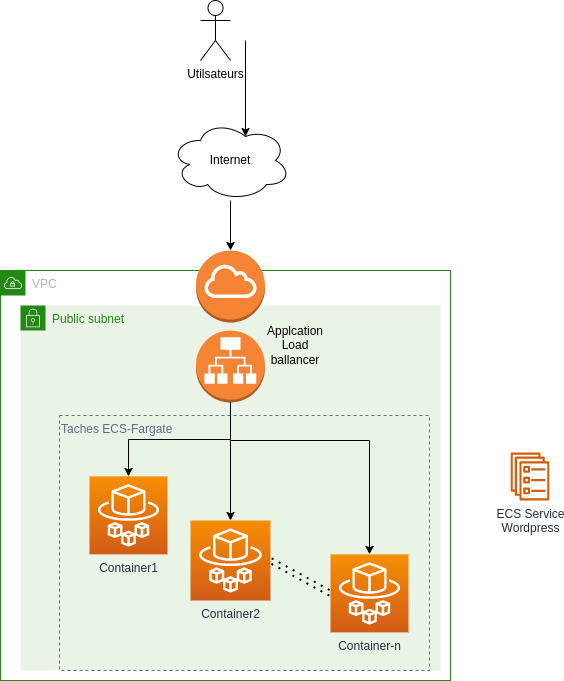 Utilsateurs
Internet
VPC
Public subnet
Applcation
Load
ballancer
Taches ECS-Fargate
Container1
Container2
Container-n
ECS Service
Wordpress